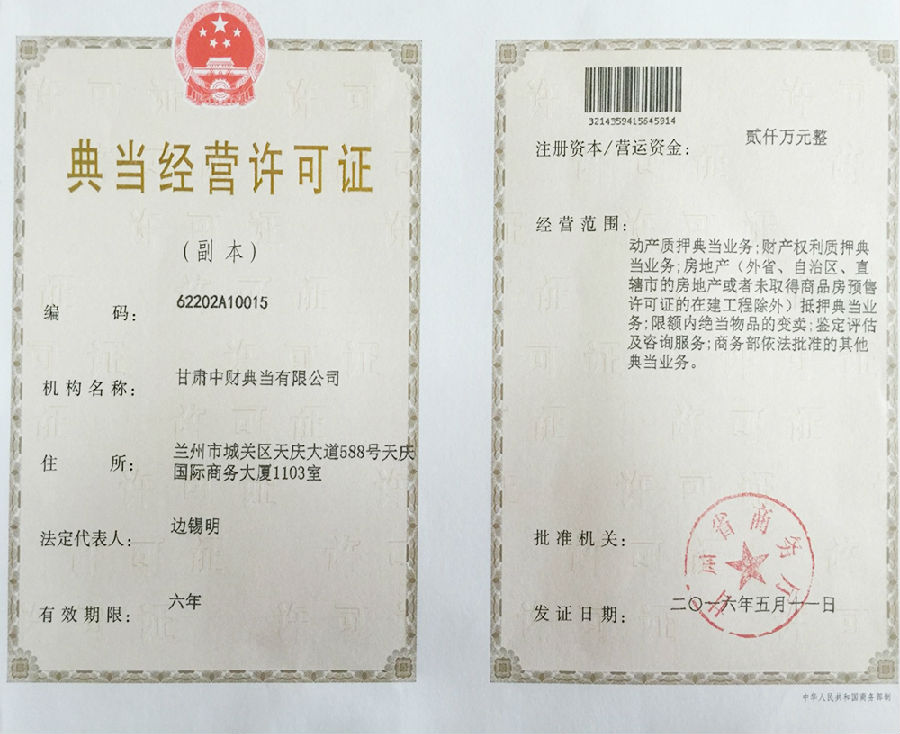 典当经营许可证
（副本）
编码： 62202A10015
机构名称： 甘肃中财典当有限公司
住所： 兰州市城关区天庆大道588号天庆
国际商务大厦1103室
法定代表人： 边锡明
有效期限： 六年
3214359415645914
注册资本/营运资金： 贰仟万元整
经营范围：
动产质押典当业务；财产权利质押典
当业务；房地产（外省、自治区、直
辖市的房地产或者未取得商品房预售
许可证的在建工程除外）抵押典当业
务；限额内绝当物品的变卖；鉴定评估
及咨询服务；商务部依法批准的其他
典当业务。
批准机关：
甘肃省商务厅
发证日期： 二〇一六年五月十一日
中华人民共和国商务部制